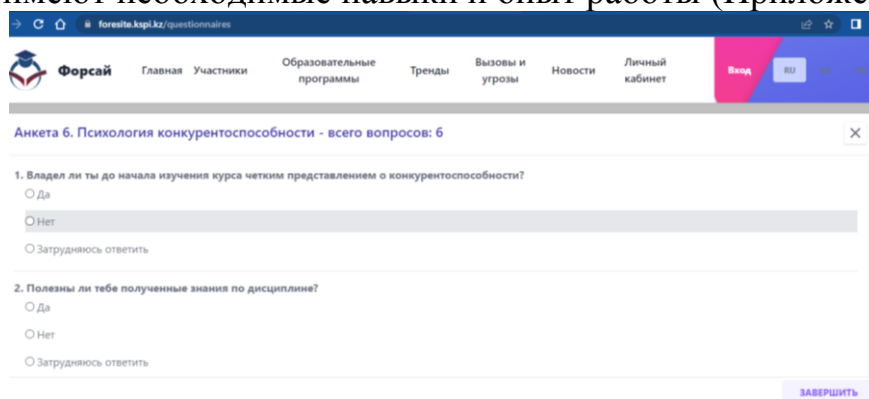 имеют необходимые навыки и опыт работы (Приложе
foresite.kspi.kz/questionnaires
Форсай Главная Участники Образовательные программы Тренды Вызовы и угрозы Новости Личный кабинет Вход RU
Анкета 6. Психология конкурентоспособности - всего вопросов: 6
1. Владел ли ты до начала изучения курса четким представлением о конкурентоспособности?
Да
Нет
Затрудняюсь ответить
2. Полезны ли тебе полученные знания по дисциплине?
Да
Нет
Затрудняюсь ответить
ЗАВЕРШИТЬ